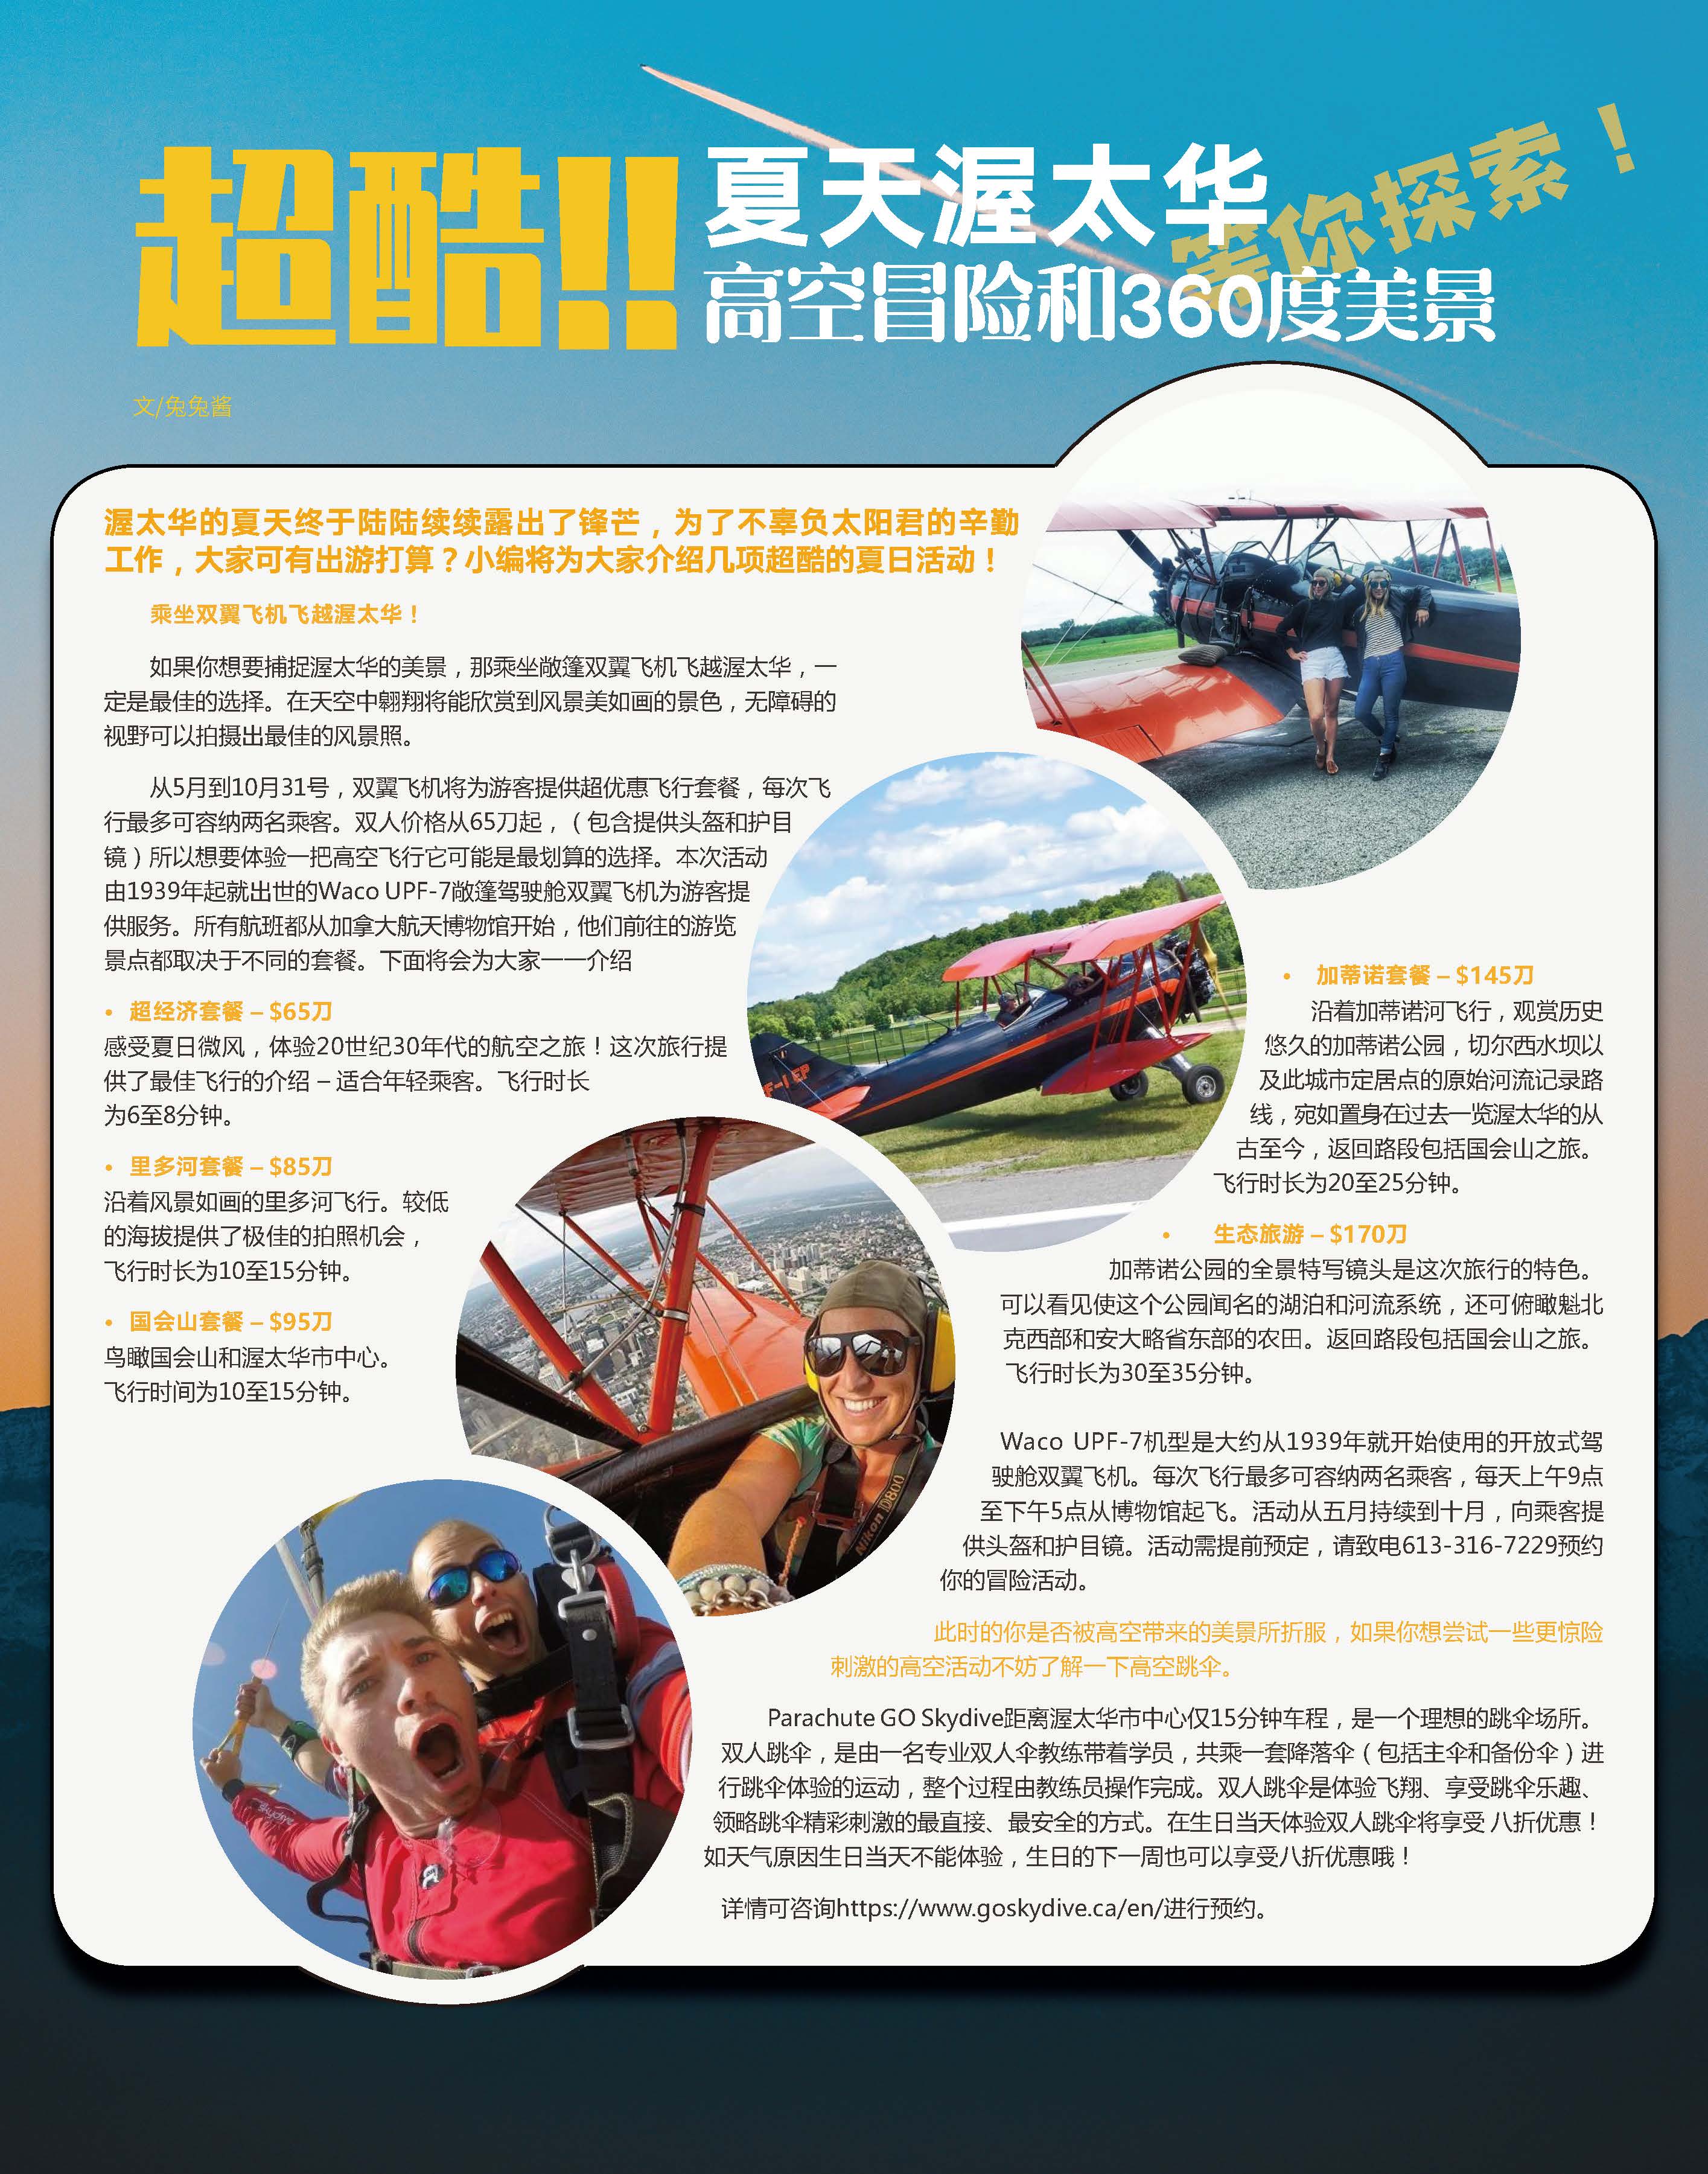 超酷!!
夏天渥太华
等你探索！
高空冒险和360度美景
文/兔兔酱
渥太华的夏天终于陆陆续续露出了锋芒，为了不辜负太阳君的辛勤
工作，大家可有出游打算？小编将为大家介绍几项超酷的夏日活动！
乘坐双翼飞机飞越渥太华！
如果你想要捕捉渥太华的美景，那乘坐敞篷双翼飞机飞越渥太华，一
定是最佳的选择。在天空中翱翔将能欣赏到风景美如画的景色，无障碍的
视野可以拍摄出最佳的风景照。
从5月到10月31号，双翼飞机将为游客提供超优惠飞行套餐，每次飞
行最多可容纳两名乘客。双人价格从65刀起，（包含提供头盔和护目
镜）所以想要体验一把高空飞行它可能是最划算的选择。本次活动
由1939年起就出世的Waco UPF-7敞篷驾驶舱双翼飞机为游客提
供服务。所有航班都从加拿大航天博物馆开始，他们前往的游览
景点都取决于不同的套餐。下面将会为大家一一介绍
• 超经济套餐 – $65刀
感受夏日微风，体验20世纪30年代的航空之旅！这次旅行提
供了最佳飞行的介绍 – 适合年轻乘客。飞行时长
为6至8分钟。
• 里多河套餐 – $85刀
沿着风景如画的里多河飞行。较低
的海拔提供了极佳的拍照机会，
飞行时长为10至15分钟。
• 国会山套餐 – $95刀
鸟瞰国会山和渥太华市中心。
飞行时间为10至15分钟。
• 加蒂诺套餐 – $145刀
沿着加蒂诺河飞行，观赏历史
悠久的加蒂诺公园，切尔西水坝以
及此城市定居点的原始河流记录路
线，宛如置身在过去一览渥太华的从
古至今，返回路段包括国会山之旅。
飞行时长为20至25分钟。
• 生态旅游 – $170刀
加蒂诺公园的全景特写镜头是这次旅行的特色。
可以看见使这个公园闻名的湖泊和河流系统，还可俯瞰魁北
克西部和安大略省东部的农田。返回路段包括国会山之旅。
飞行时长为30至35分钟。
Waco UPF-7机型是大约从1939年就开始使用的开放式驾
驶舱双翼飞机。每次飞行最多可容纳两名乘客，每天上午9点
至下午5点从博物馆起飞。活动从五月持续到十月，向乘客提
供头盔和护目镜。活动需提前预定，请致电613-316-7229预约
你的冒险活动。
此时的你是否被高空带来的美景所折服，如果你想尝试一些更惊险
刺激的高空活动不妨了解一下高空跳伞。
Parachute GO Skydive距离渥太华市中心仅15分钟车程，是一个理想的跳伞场所。
双人跳伞，是由一名专业双人伞教练带着学员，共乘一套降落伞（包括主伞和备份伞）进
行跳伞体验的运动，整个过程由教练员操作完成。双人跳伞是体验飞翔、享受跳伞乐趣、
领略跳伞精彩刺激的最直接、最安全的方式。在生日当天体验双人跳伞将享受 八折优惠！
如天气原因生日当天不能体验，生日的下一周也可以享受八折优惠哦！
详情可咨询https://www.goskydive.ca/en/进行预约。
Nikon D800